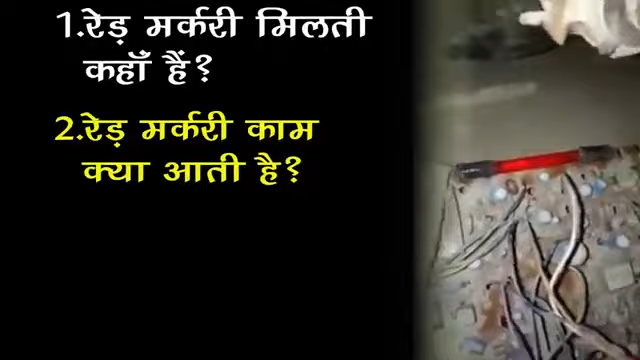 1.रेड़ मर्करी मिलती
कहाँ हैं?
2.रेड़ मर्करी काम
क्या आती है?